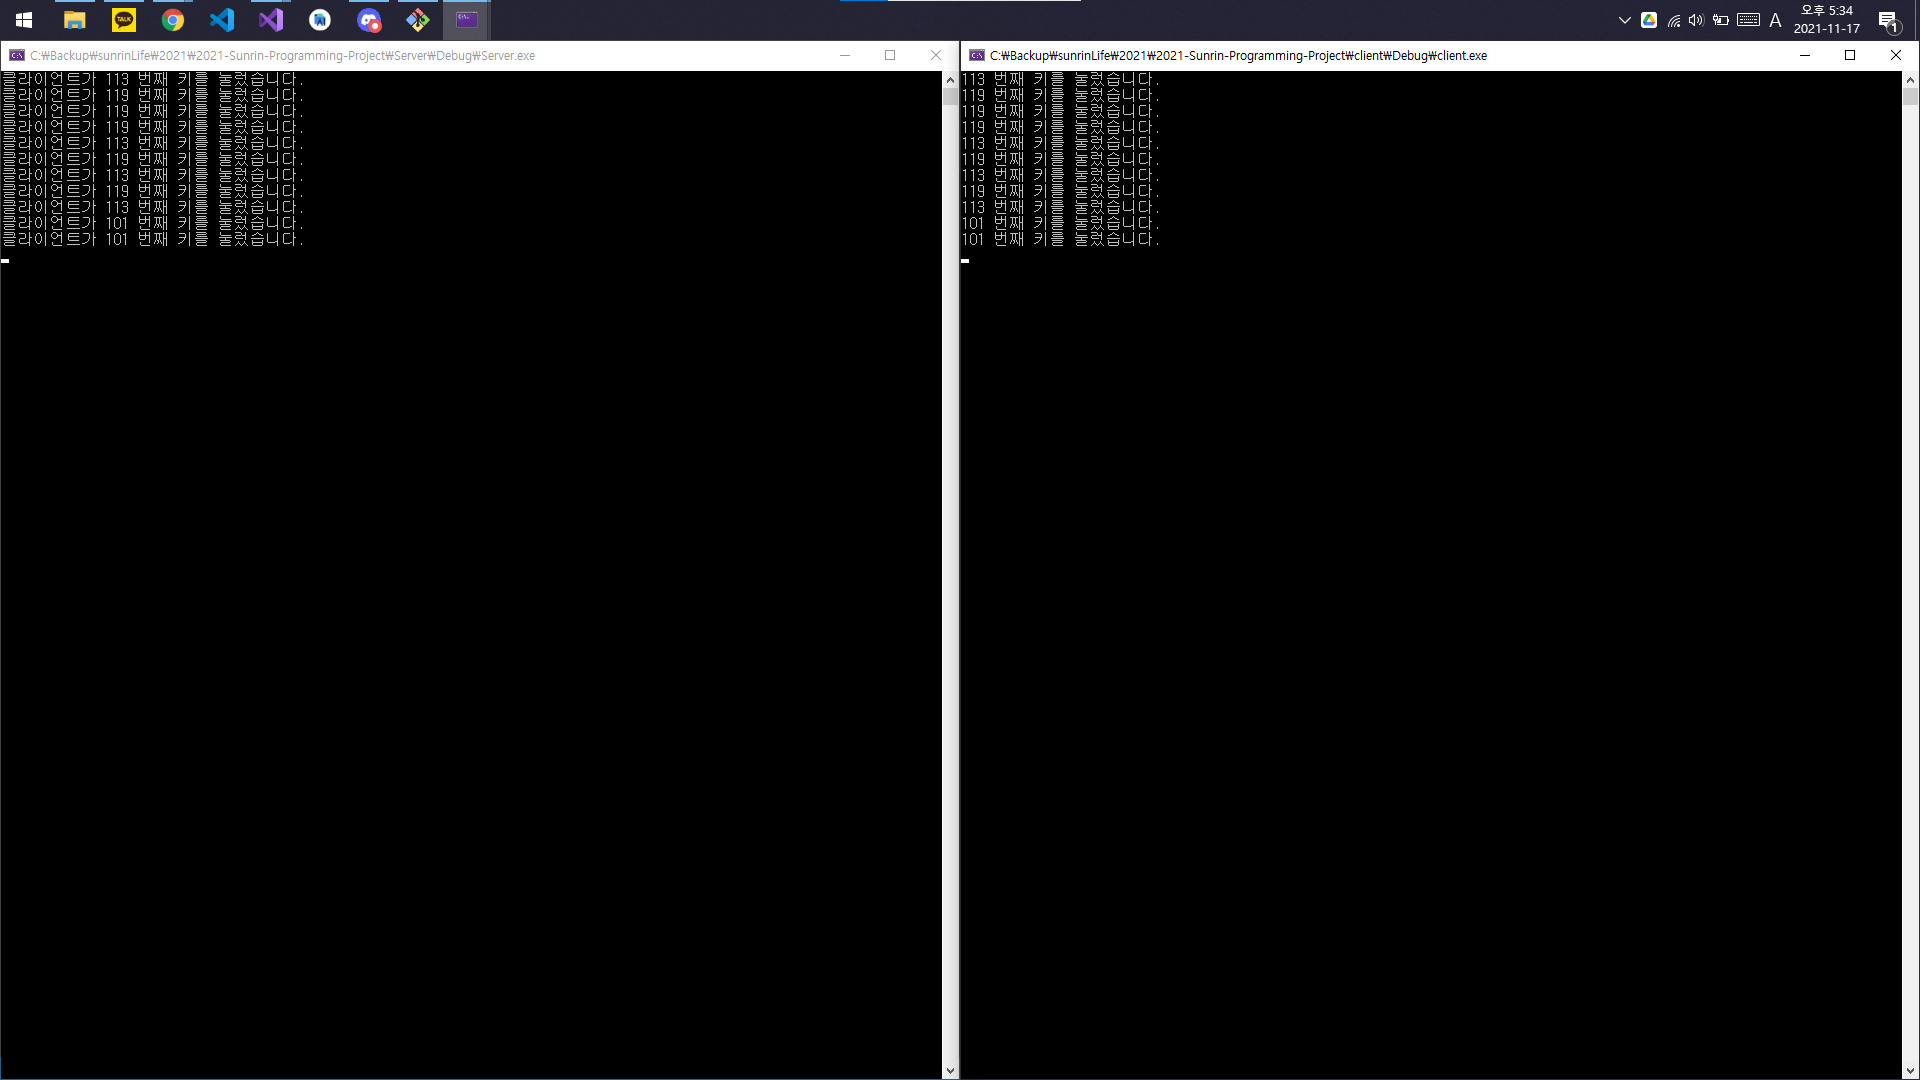 TALK
A
오후 5:34
2021-11-17
1
C:₩Backup₩sunrinLife₩2021₩2021-Sunrin-Programming-Project₩Server₩Debug₩Server.exe
클라이언트가 113 번째 키를 눌렀습니다.
클라이언트가 119 번째 키를 눌렀습니다.
클라이언트가 119 번째 키를 눌렀습니다.
클라이언트가 119 번째 키를 눌렀습니다.
클라이언트가 113 번째 키를 눌렀습니다.
클라이언트가 119 번째 키를 눌렀습니다.
클라이언트가 113 번째 키를 눌렀습니다.
클라이언트가 119 번째 키를 눌렀습니다.
클라이언트가 113 번째 키를 눌렀습니다.
클라이언트가 101 번째 키를 눌렀습니다.
클라이언트가 101 번째 키를 눌렀습니다.
C:₩Backup₩sunrinLife₩2021₩2021-Sunrin-Programming-Project₩client₩Debug₩client.exe
113 번째 키를 눌렀습니다.
119 번째 키를 눌렀습니다.
119 번째 키를 눌렀습니다.
119 번째 키를 눌렀습니다.
113 번째 키를 눌렀습니다.
119 번째 키를 눌렀습니다.
113 번째 키를 눌렀습니다.
119 번째 키를 눌렀습니다.
113 번째 키를 눌렀습니다.
101 번째 키를 눌렀습니다.
101 번째 키를 눌렀습니다.